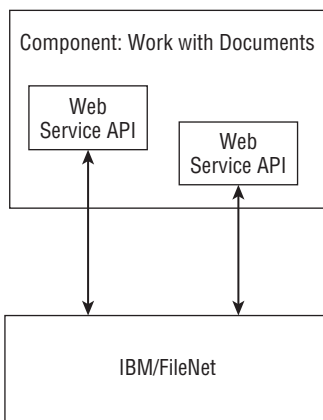 Component: Work with Documents
Web
Service API
Web
Service API
IBM/FileNet